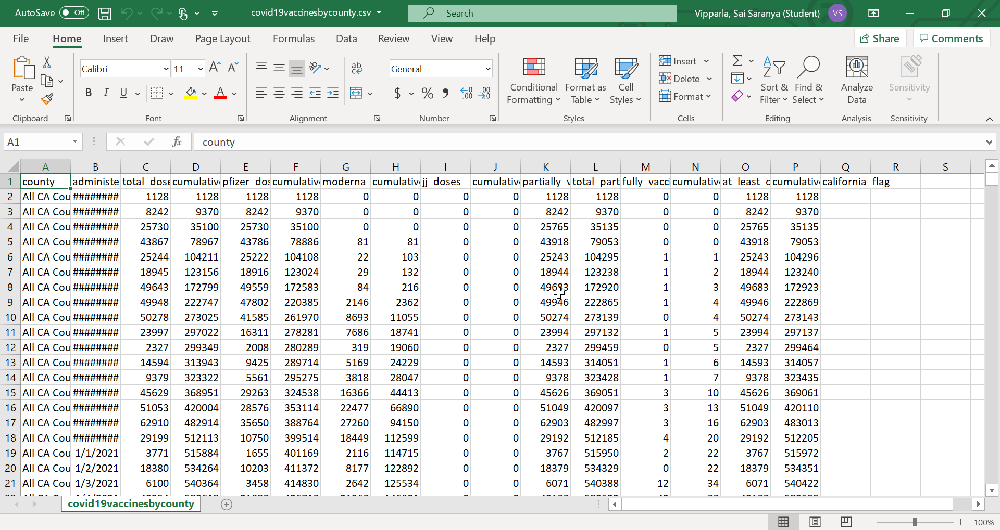 AutoSave Off covid19vaccinesbycounty.csv Search Vipparla, Sai Saranya (Student) VS
File Home Insert Draw Page Layout Formulas Data Review View Help Share Comments
Paste Calibri 11 ab General Conditional Formatting Format as Table Cell Styles Insert Delete Format Sort & Filter Find & Select Analyze Data Sensitivity
Clipboard Font Alignment Number Styles Cells Editing Analysis Sensitivity
A1 fx county
A B C D E F G H I J K L M N O P Q R S
1 county administe total_dose cumulative pfizer_dos cumulative moderna_ cumulative jj_doses cumulative partially_v total_part fully_vacci cumulative at_least_o cumulative california_flag
2 All CA Cou ######## 1128 1128 1128 1128 0 0 0 0 1128 1128 0 0 1128 1128
3 All CA Cou ######## 8242 9370 8242 9370 0 0 0 0 8242 9370 0 0 8242 9370
4 All CA Cou ######## 25730 35100 25730 35100 0 0 0 0 25765 35135 0 0 25765 35135
5 All CA Cou ######## 43867 78967 43786 78886 81 81 0 0 43918 79053 0 0 43918 79053
6 All CA Cou ######## 25244 104211 25222 104108 22 103 0 0 25243 104295 1 1 25243 104296
7 All CA Cou ######## 18945 123156 18916 123024 29 132 0 0 18944 123238 1 2 18944 123240
8 All CA Cou ######## 49643 172799 49559 172583 84 216 0 0 49683 172920 1 3 49683 172923
9 All CA Cou ######## 49948 222747 47802 220385 2146 2362 0 0 49946 222865 1 4 49946 222869
10 All CA Cou ######## 50278 273025 41585 261970 8693 11055 0 0 50274 273139 0 4 50274 273143
11 All CA Cou ######## 23997 297022 16311 278281 7686 18741 0 0 23994 297132 1 5 23994 297137
12 All CA Cou ######## 2327 299349 2008 280289 319 19060 0 0 2327 299459 0 5 2327 299464
13 All CA Cou ######## 14594 313943 9425 289714 5169 24229 0 0 14593 314051 1 6 14593 314057
14 All CA Cou ######## 9379 323322 5561 295275 3818 28047 0 0 9378 323428 1 7 9378 323435
15 All CA Cou ######## 45629 368951 29263 324538 16366 44413 0 0 45626 369051 3 10 45626 369061
16 All CA Cou ######## 51053 420004 28576 353114 22477 66890 0 0 51049 420097 3 13 51049 420110
17 All CA Cou ######## 62910 482914 35650 388764 27260 94150 0 0 62903 482997 3 16 62903 483013
18 All CA Cou ######## 29199 512113 10750 399514 18449 112599 0 0 29192 512185 4 20 29192 512205
19 All CA Cou 1/1/2021 3771 515884 1655 401169 2116 114715 0 0 3767 515950 2 22 3767 515972
20 All CA Cou 1/2/2021 18380 534264 10203 411372 8177 122892 0 0 18379 534329 0 22 18379 534351
21 All CA Cou 1/3/2021 6100 540364 3458 414830 2642 125534 0 0 6071 540388 12 34 6071 540422
covid19vaccinesbycounty
100%